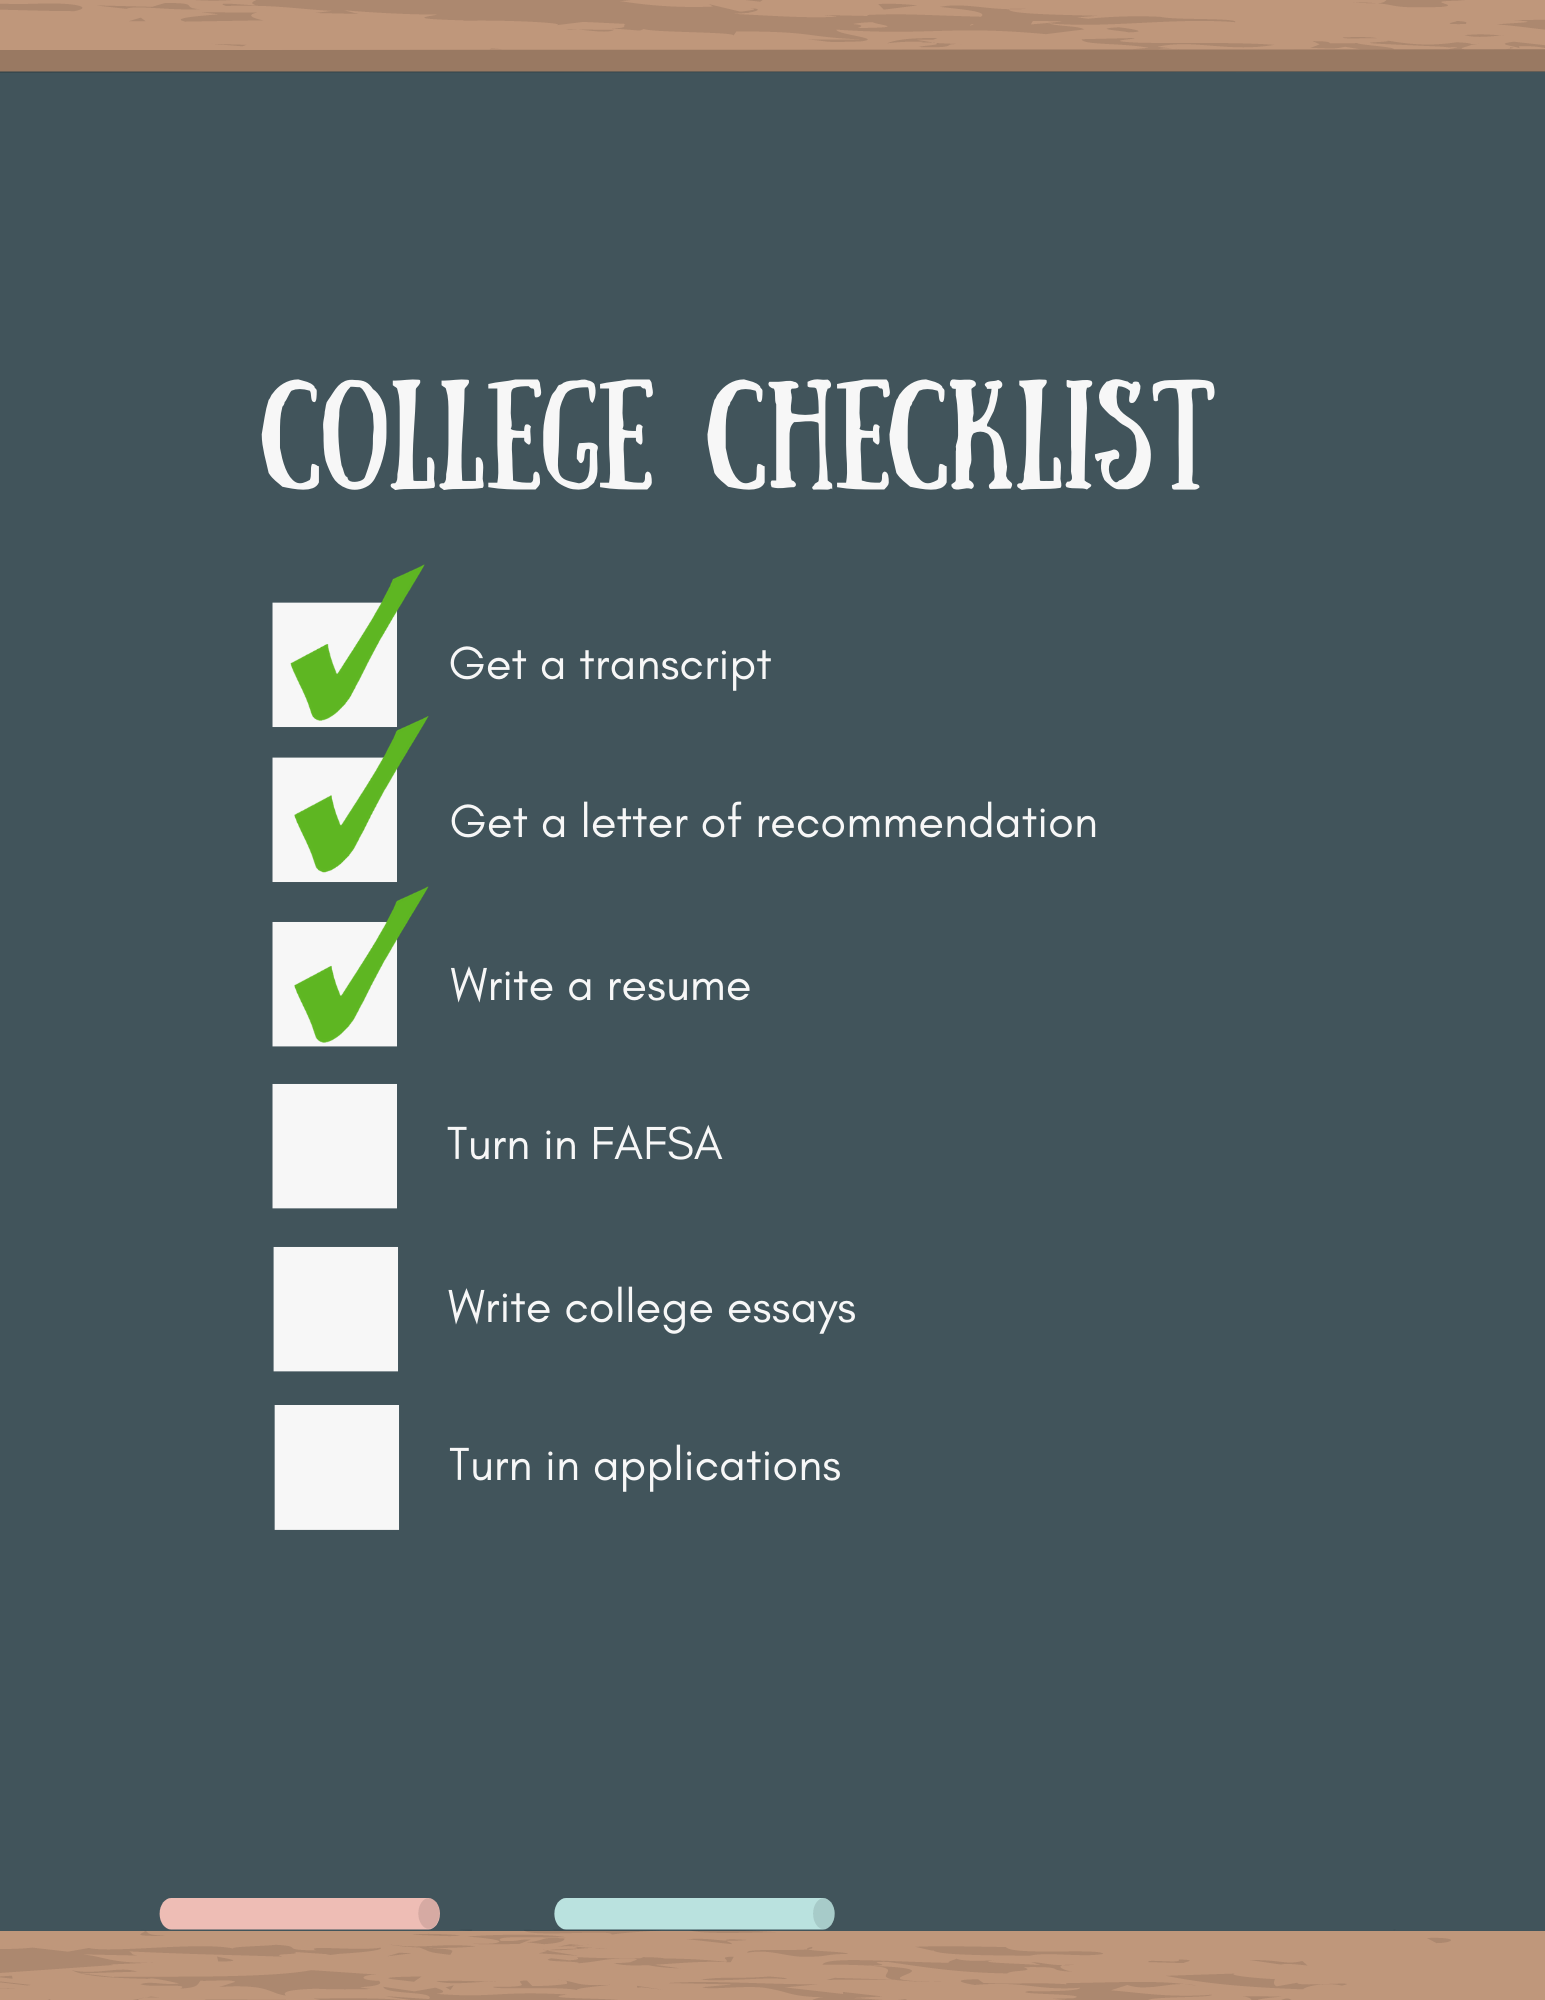 COLLEGE CHECKLIST
Get a transcript
Get a letter of recommendation
Write a resume
Turn in FAFSA
Write college essays
Turn in applications